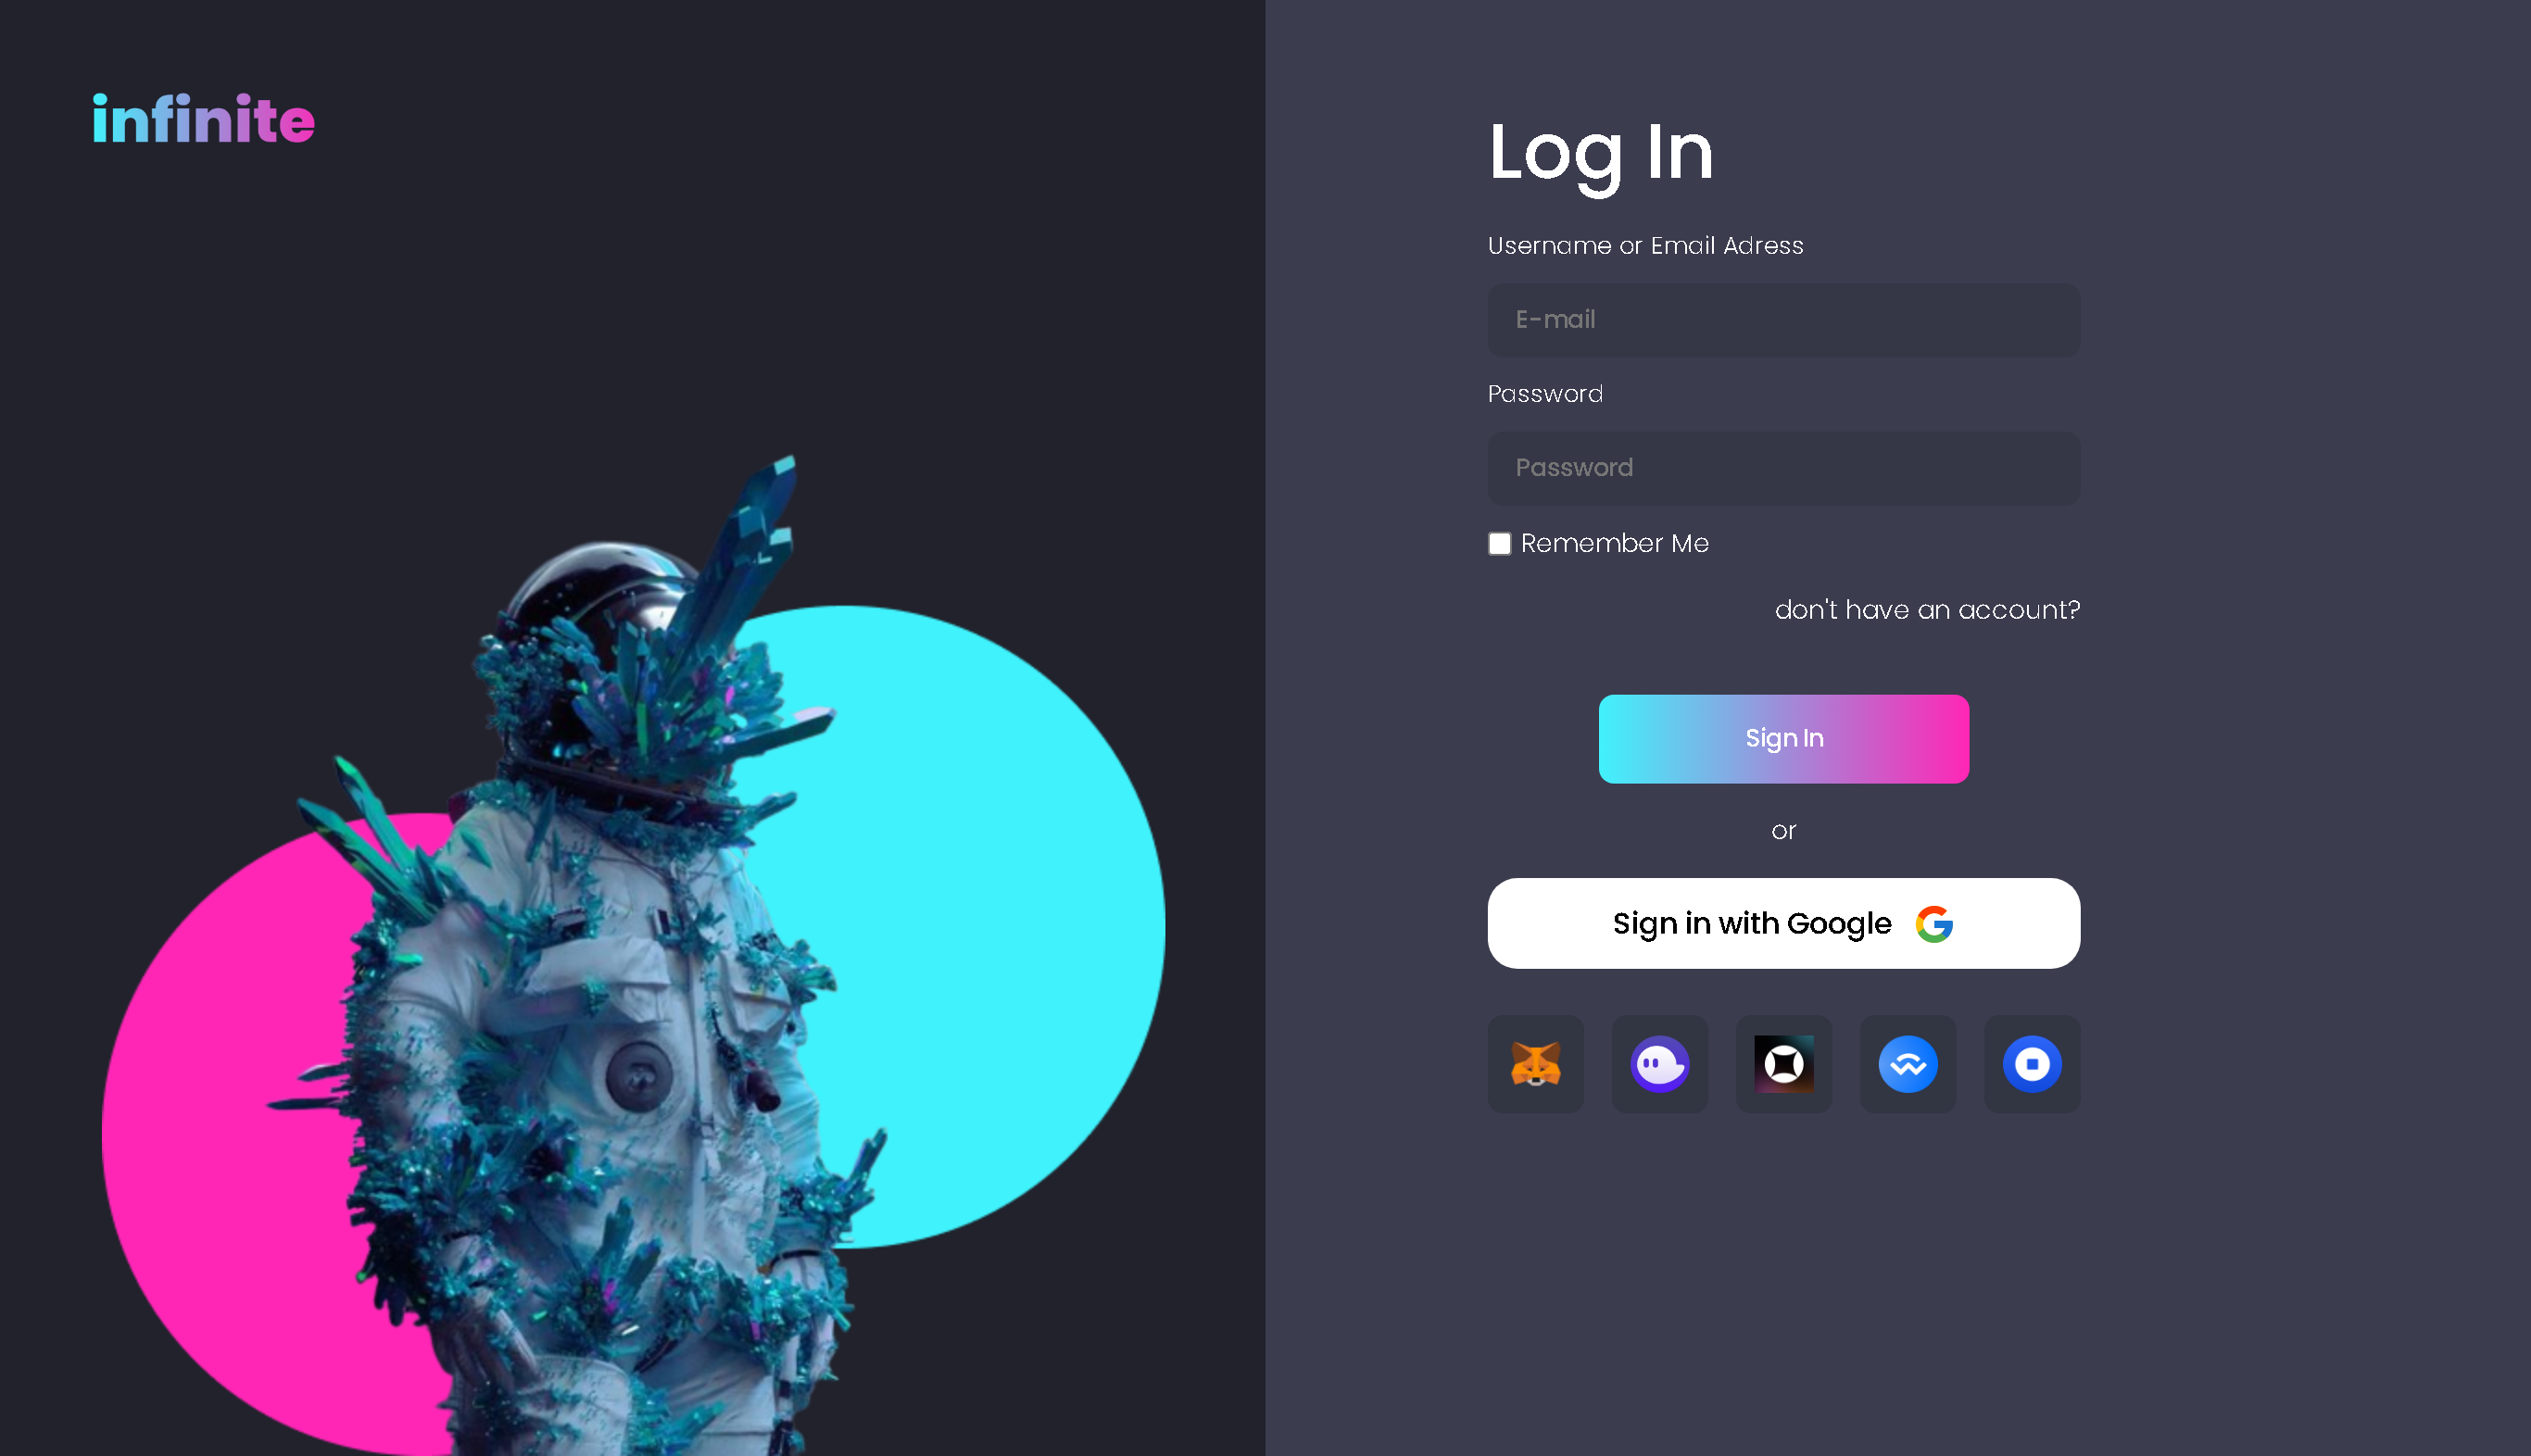 infinite
Log In
Username or Email Adress
E-mail
Password
Password
Remember Me
don't have an account?
Sign In
or
Sign in with Google